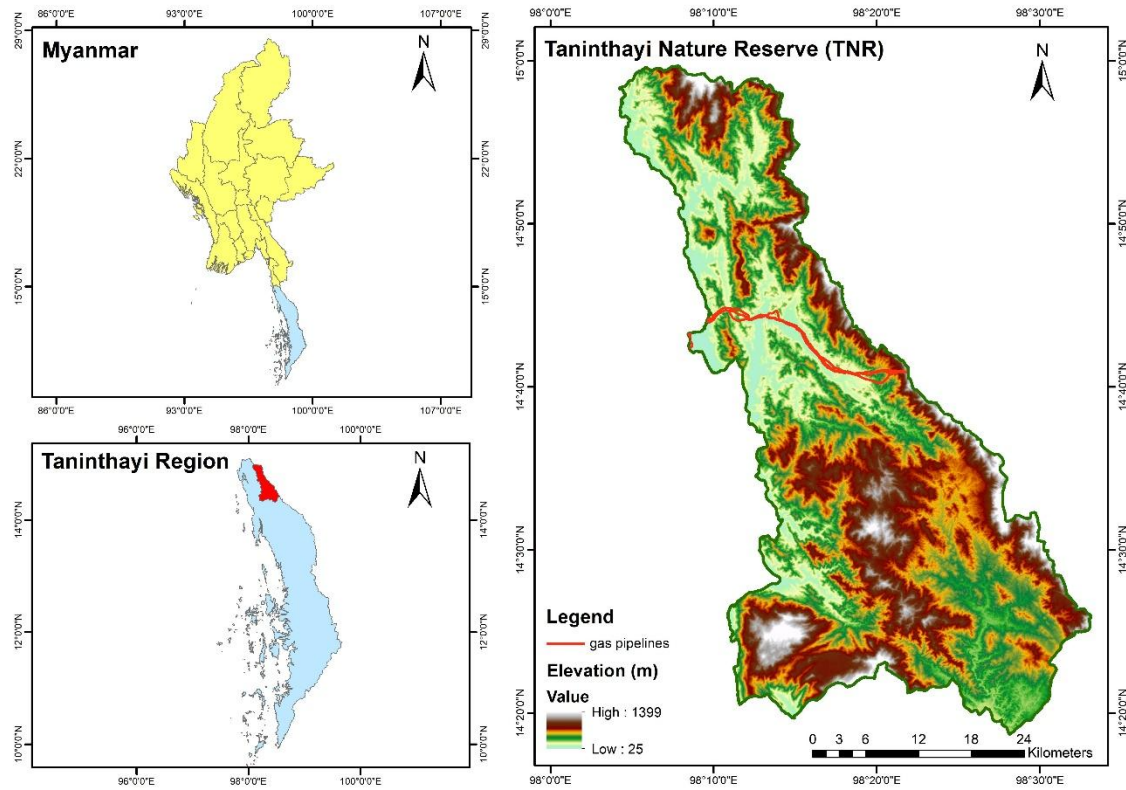 86°0'0"E 93°0'0"E 100°0'0"E 107°0'0"E
Myanmar
N
29°0'0"N
22°0'0"N
15°0'0"N
29°0'0"N
22°0'0"N
15°0'0"N
86°0'0"E 93°0'0"E 100°0'0"E 107°0'0"E
96°0'0"E 98°0'0"E 100°0'0"E
Taninthayi Region
N
14°0'0"N
12°0'0"N
10°0'0"N
14°0'0"N
12°0'0"N
10°0'0"N
96°0'0"E 98°0'0"E 100°0'0"E
98°0'0"E 98°10'0"E 98°20'0"E 98°30'0"E
Taninthayi Nature Reserve (TNR)
N
15°0'0"N
14°50'0"N
14°40'0"N
14°30'0"N
14°20'0"N
15°0'0"N
14°50'0"N
14°40'0"N
14°30'0"N
14°20'0"N
Legend
gas pipelines
Elevation (m)
Value
High : 1399
Low : 25
0 3 6 12 18 24
Kilometers
98°0'0"E 98°10'0"E 98°20'0"E 98°30'0"E